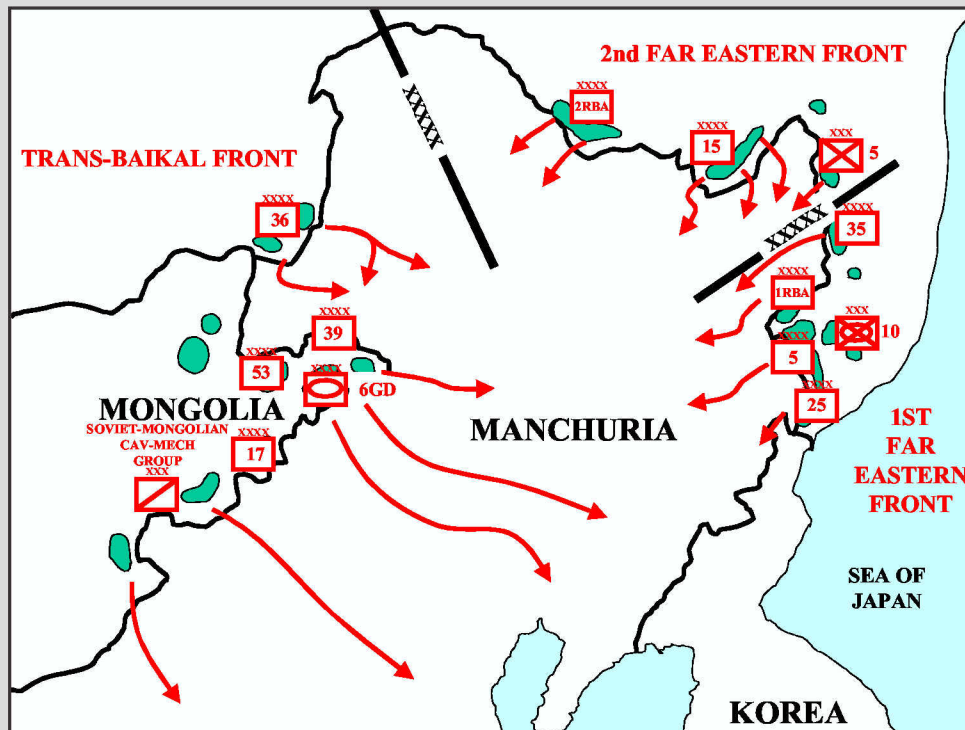 2nd FAR EASTERN FRONT
XXXX
2RBA
XXXXX
XXXX
15
XXX
5
TRANS-BAIKAL FRONT
XXXX
36
XXXXX
XXXX
35
XXXX
1RBA
XXXX
39
XXX
10
XXXX
53
XXXX
6GD
XXXX
5
XXXX
25
MONGOLIA
SOVIET-MONGOLIAN
CAV-MECH
GROUP
XXX
XXXX
17
MANCHURIA
1ST
FAR
EASTERN
FRONT
SEA OF
JAPAN
KOREA